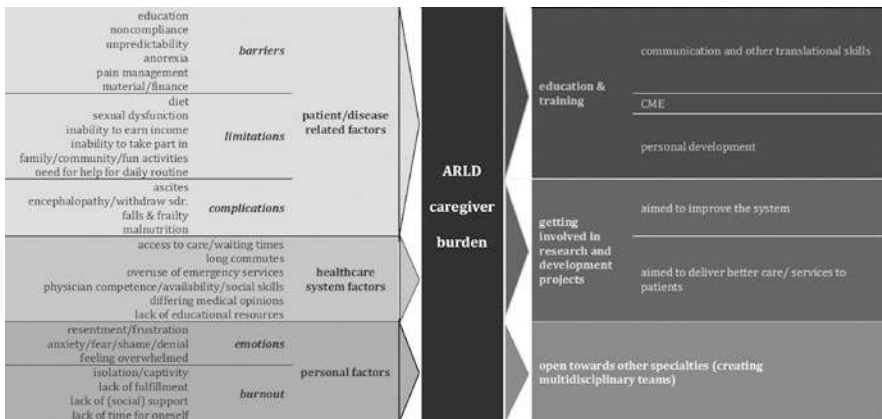 education
noncompliance
unpredictability
anorexia
pain management
material/finance
barriers
diet
sexual dysfunction
inability to earn income
inability to take part in
family/community/fun activities
need for help for daily routine
limitations
ascites
encephalopathy/withdraw sdr.
falls & frailty
malnutrition
complications
patient/disease
related factors
access to care/waiting times
long commutes
overuse of emergency services
physician competence/availability/social skills
differing medical opinions
lack of educational resources
healthcare
system factors
resentment/frustration
anxiety/fear/shame/denial
feeling overwhelmed
emotions
isolation/captivity
lack of fulfillment
lack of (social) support
lack of time for oneself
burnout
personal factors
ARLD
caregiver
burden
education &
training
communication and other translational skills
CME
personal development
getting
involved in
research and
development
projects
aimed to improve the system
aimed to deliver better care/ services to
patients
open towards other specialties (creating
multidisciplinary teams)